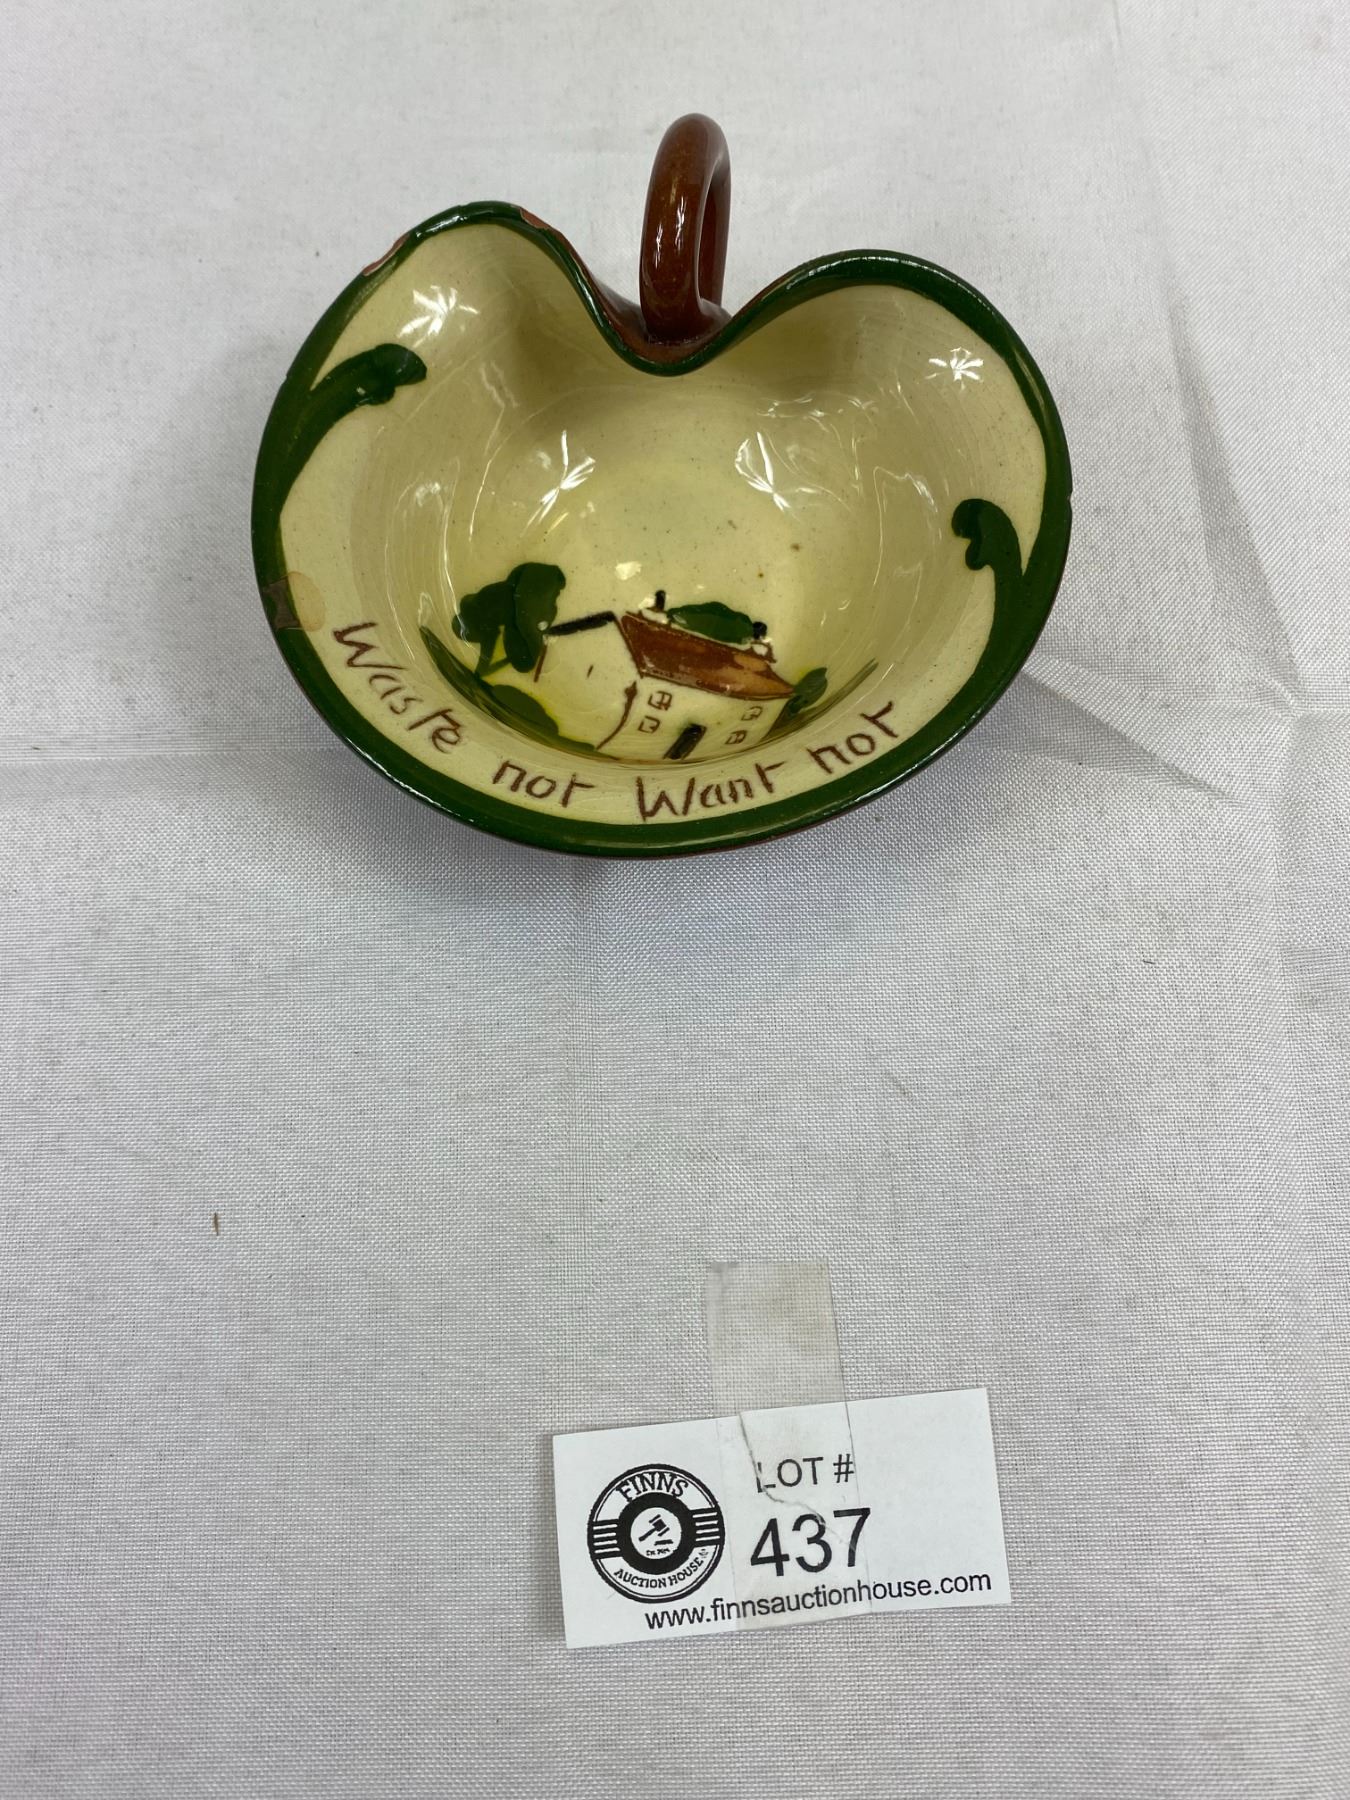 Waste not Want not
FINNS
AUCTION HOUSE
LOT #
437
www.finnsauctionhouse.com